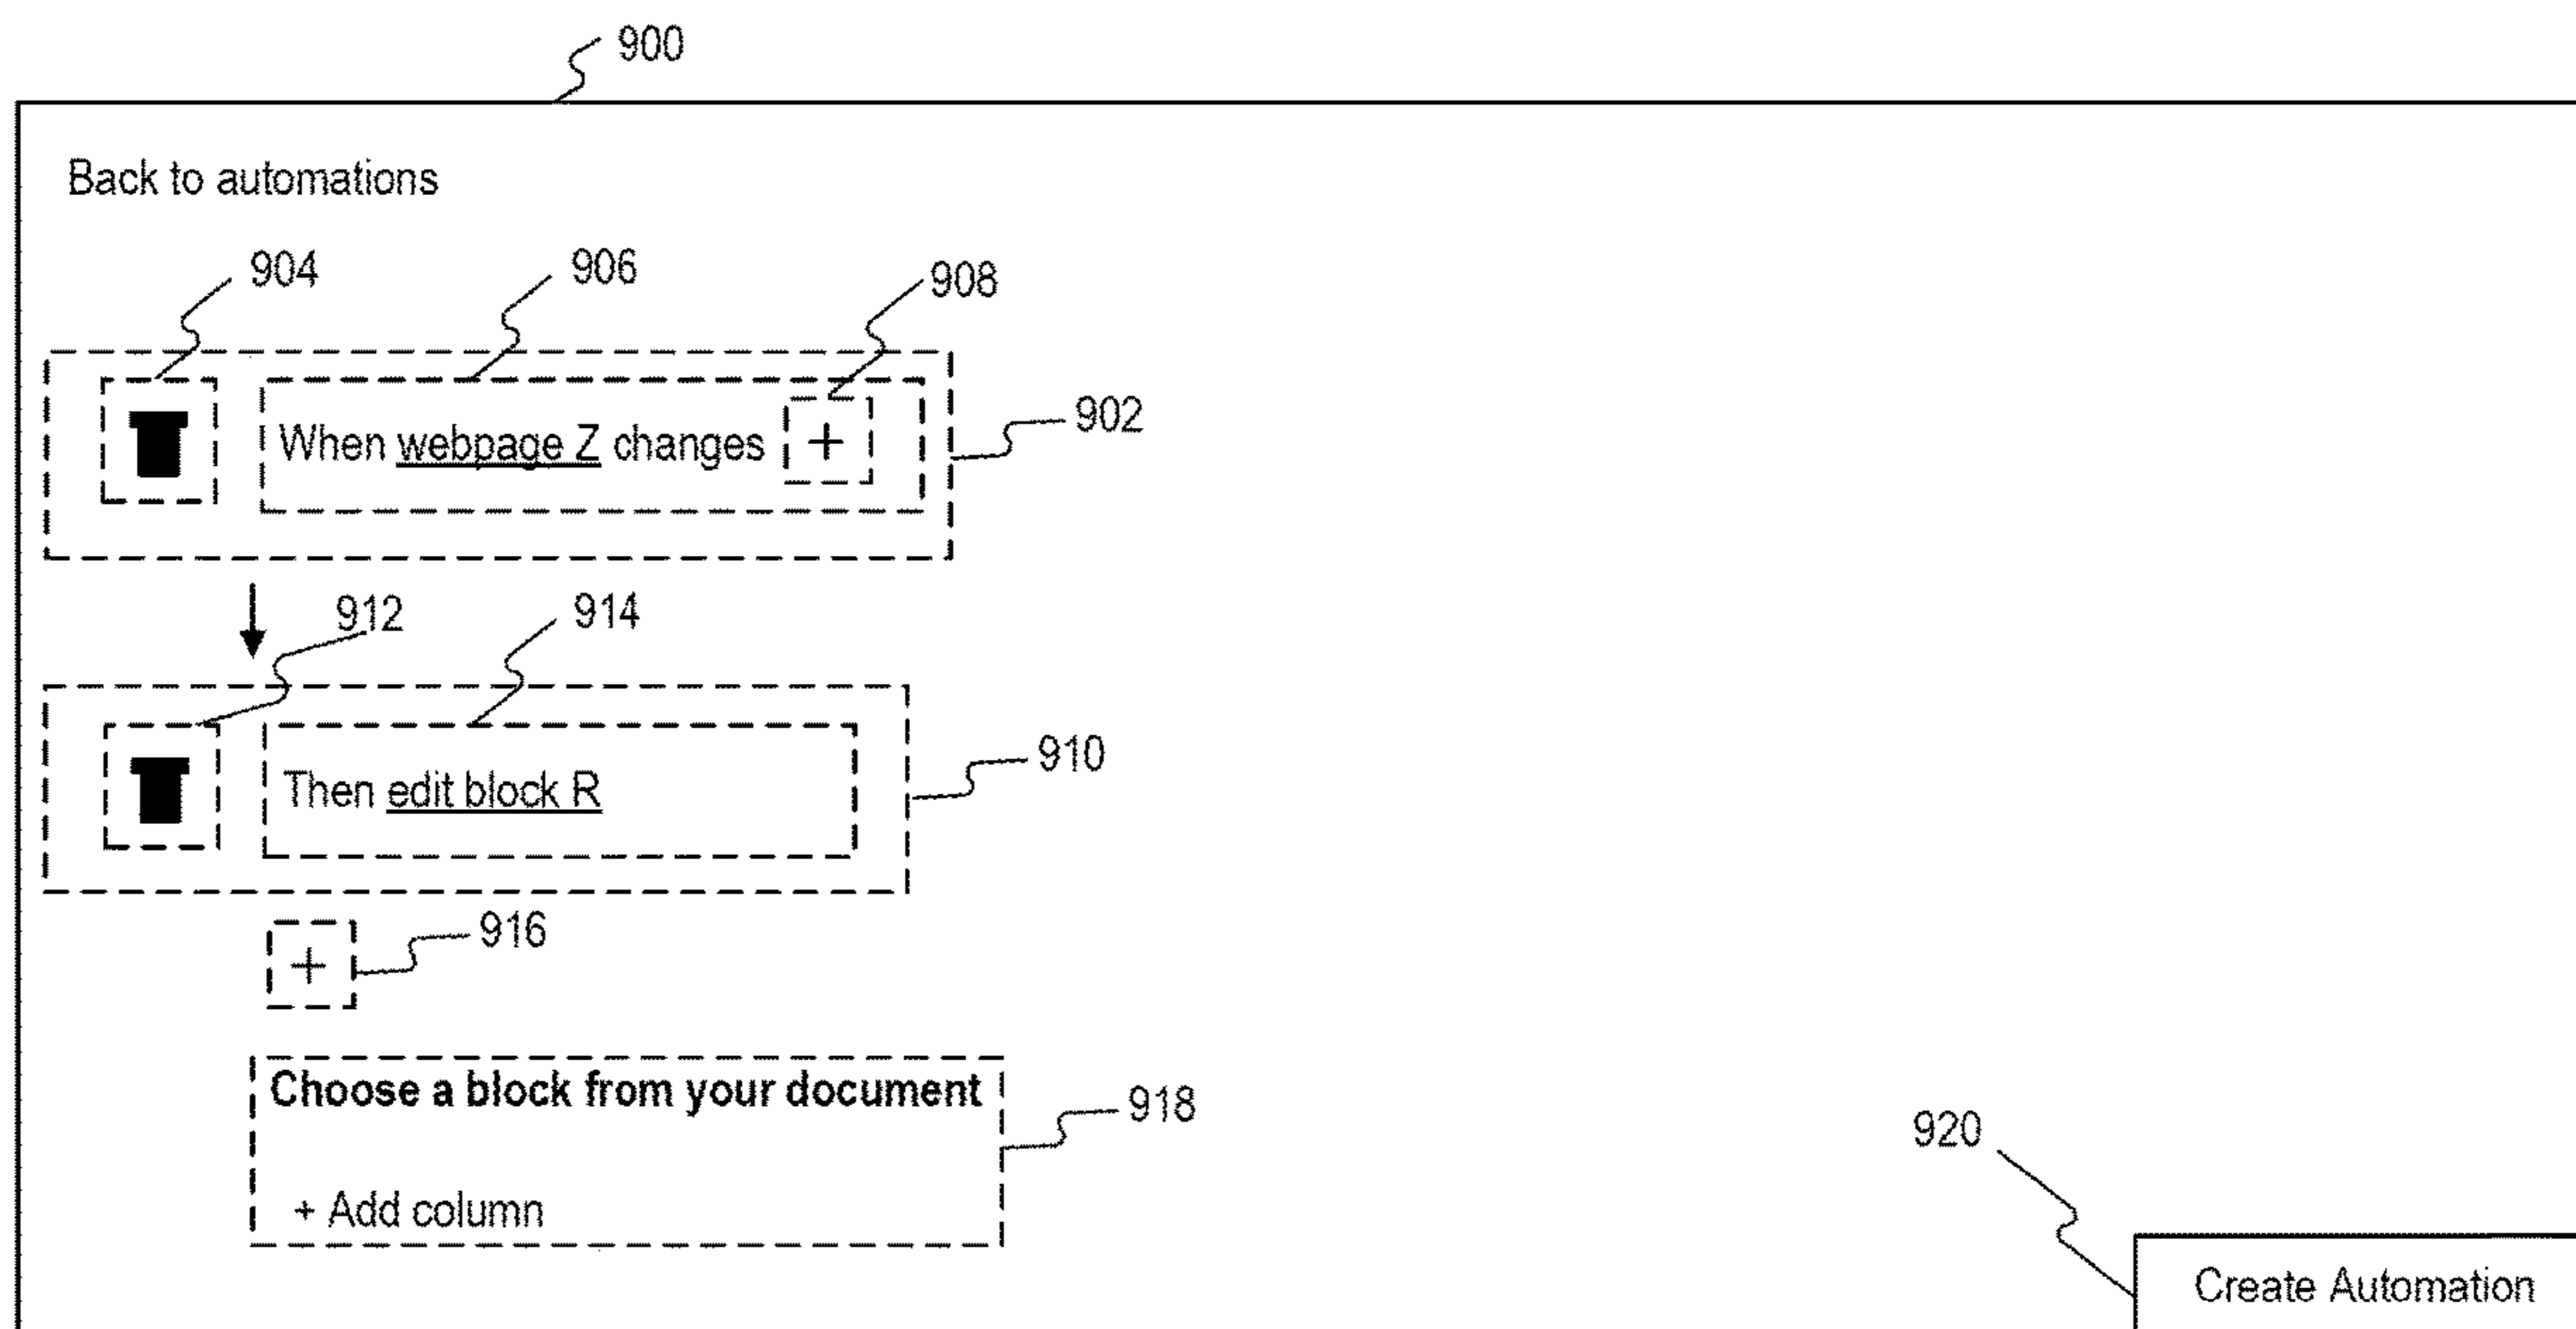 900
Back to automations
904
906
908
When webpage Z changes +
902
912
914
Then edit block R
910
+
916
Choose a block from your document
918
+ Add column
920
Create Automation